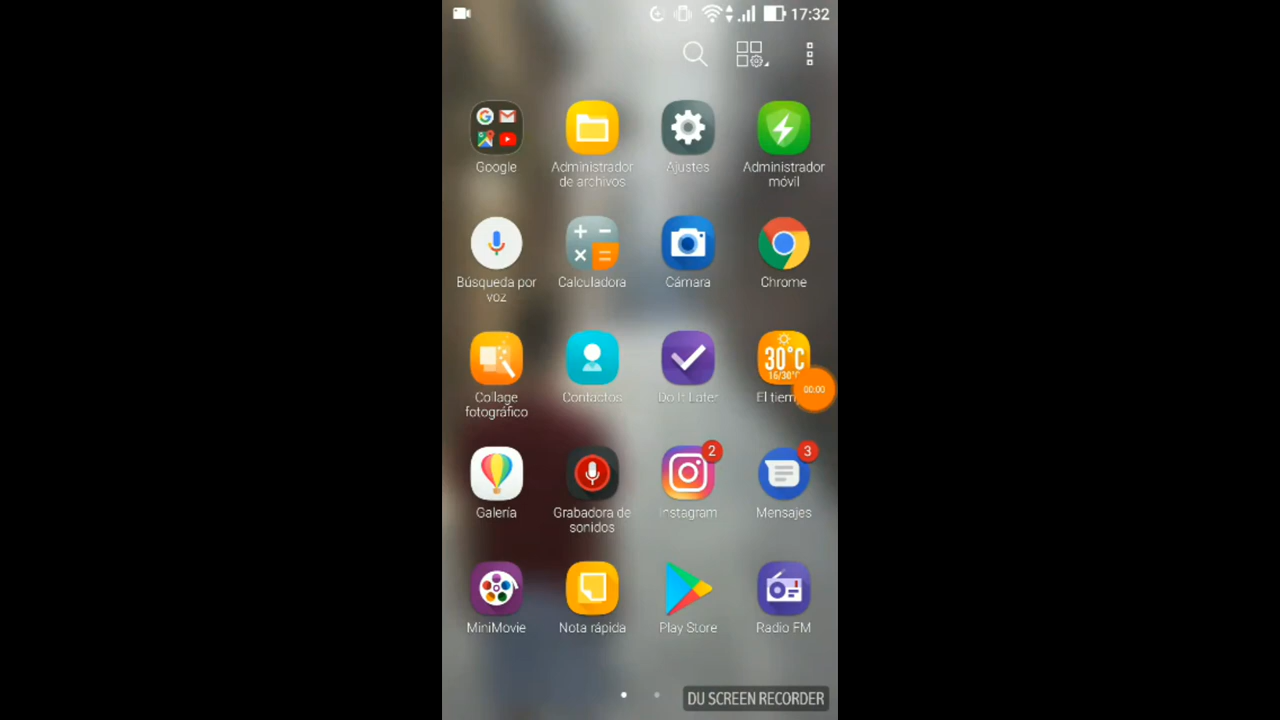 17:32
Google
Administrador
de archivos
Ajustes
Administrador
móvil
Búsqueda por
voz
Calculadora
Cámara
Chrome
30°C
16/30°C
00:00
Collage
fotográfico
Contactos
Do It Later
El tiem
2
3
Galería
Grabadora de
sonidos
Instagram
Mensajes
MiniMovie
Nota rápida
Play Store
Radio FM
DU SCREEN RECORDER